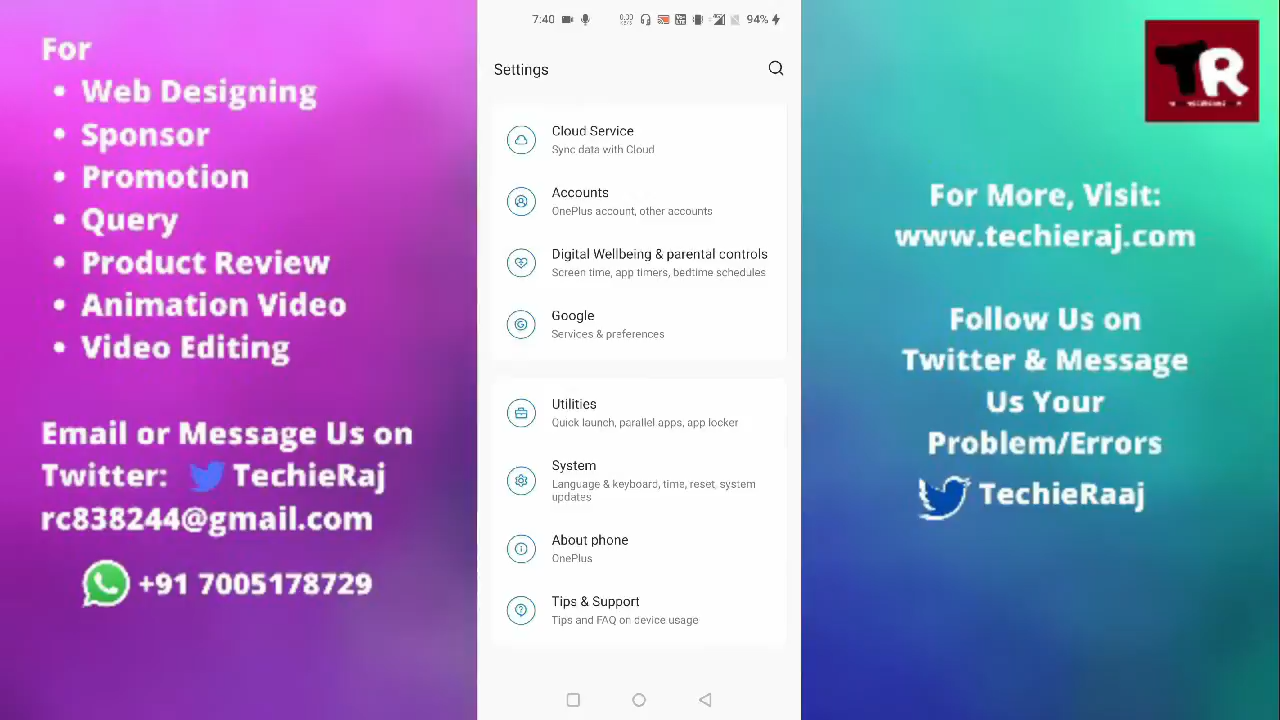 For
• Web Designing
• Sponsor
• Promotion
• Query
• Product Review
• Animation Video
• Video Editing
Email or Message Us on
Twitter: TechieRaj
rc838244@gmail.com
+91 7005178729
7:40
94%
Settings
Cloud Service
Sync data with Cloud
Accounts
OnePlus account, other accounts
Digital Wellbeing & parental controls
Screen time, app timers, bedtime schedules
Google
Services & preferences
Utilities
Quick launch, parallel apps, app locker
System
Language & keyboard, time, reset, system
updates
About phone
OnePlus
Tips & Support
Tips and FAQ on device usage
TR
For More, Visit:
www.techieraj.com
Follow Us on
Twitter & Message
Us Your
Problem/Errors
TechieRaaj